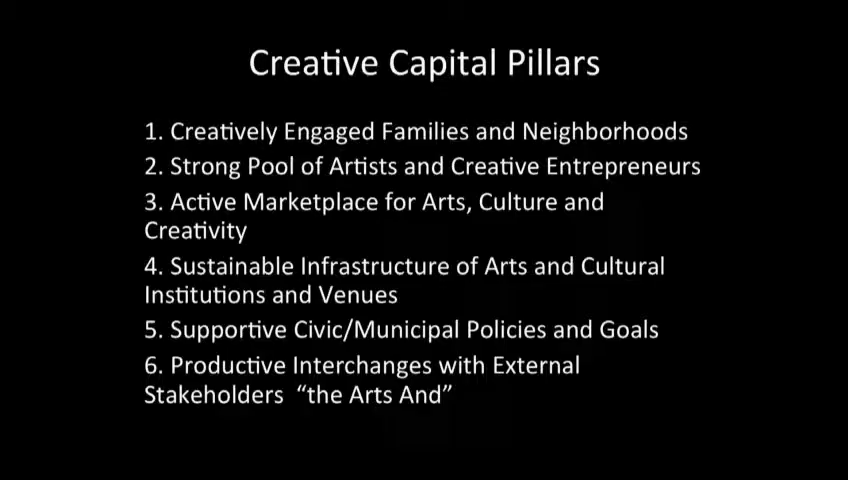 Creative Capital Pillars
1. Creatively Engaged Families and Neighborhoods
2. Strong Pool of Artists and Creative Entrepreneurs
3. Active Marketplace for Arts, Culture and
Creativity
4. Sustainable Infrastructure of Arts and Cultural
Institutions and Venues
5. Supportive Civic/Municipal Policies and Goals
6. Productive Interchanges with External
Stakeholders  “the Arts And”